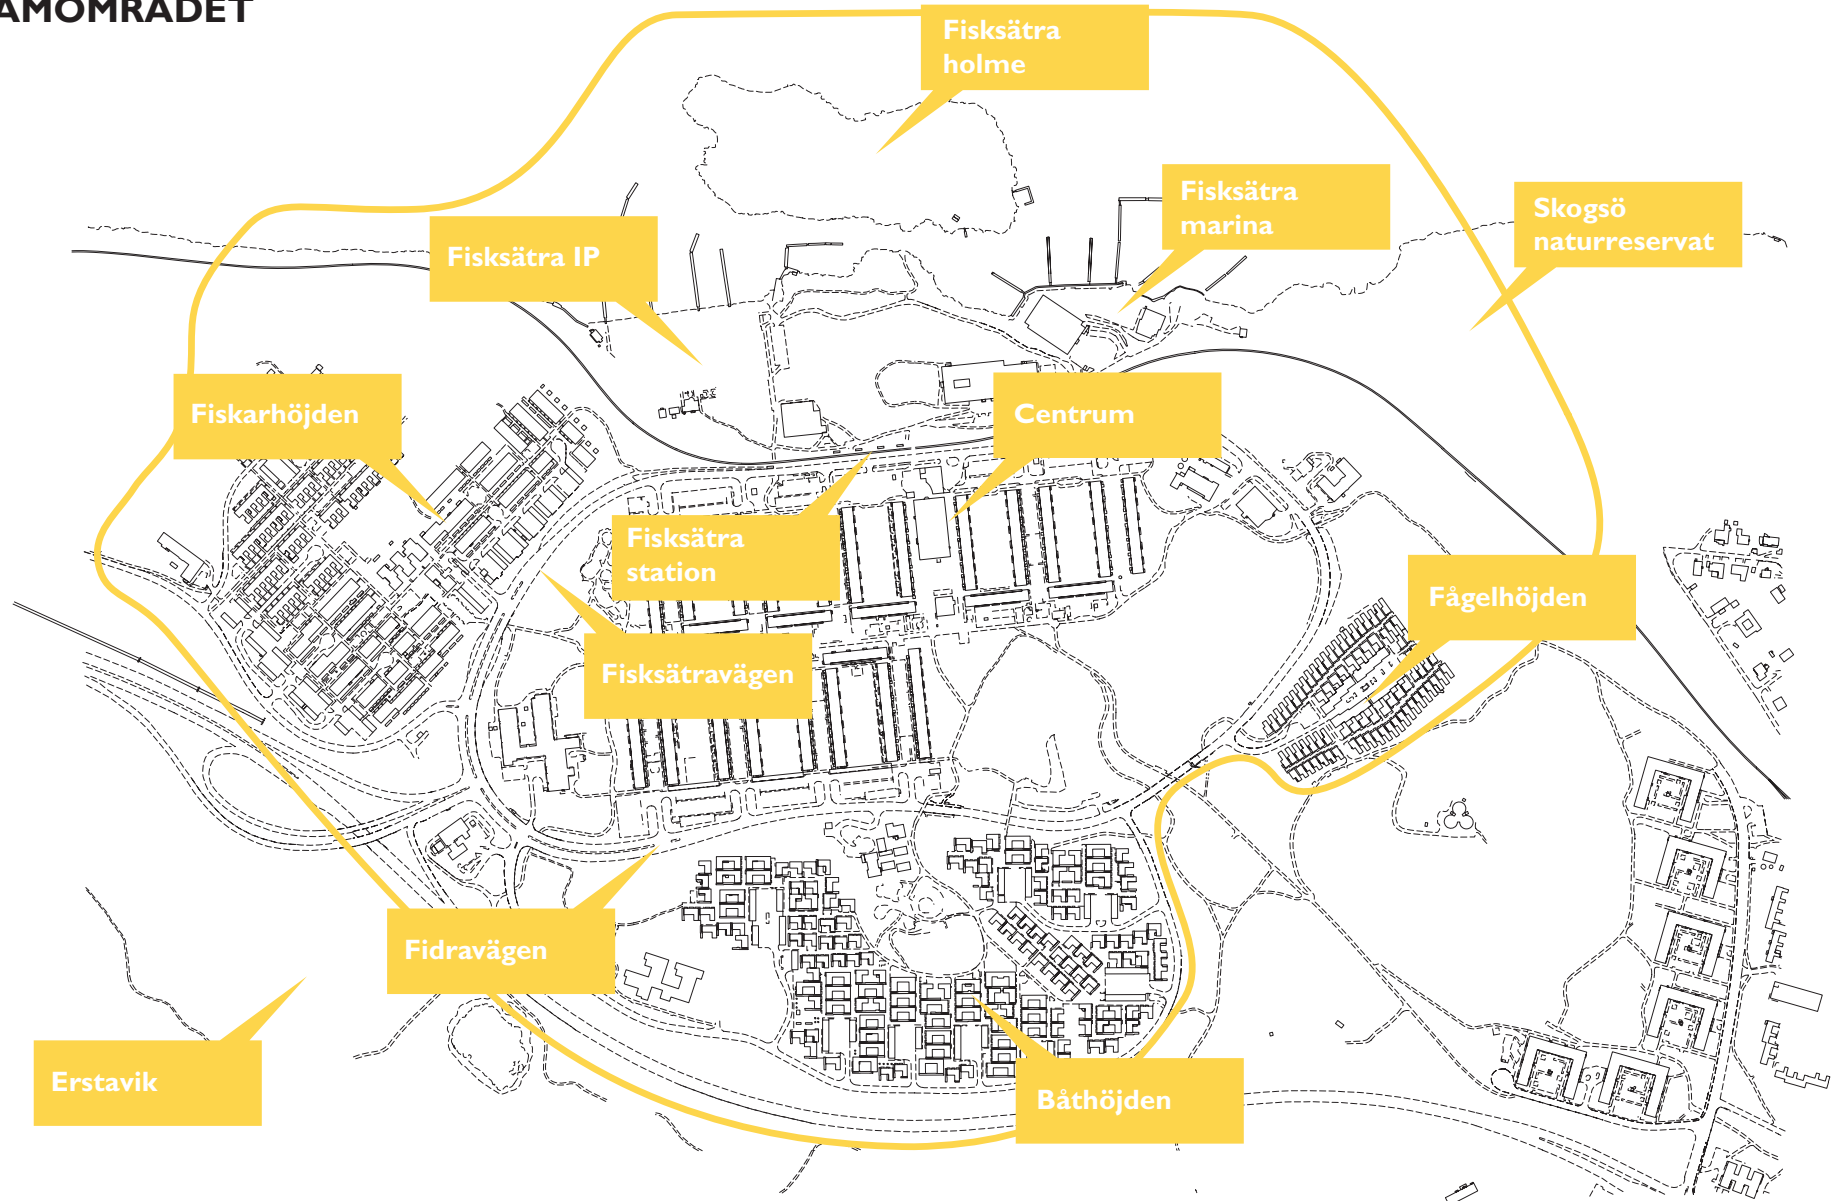 AMOMRÅDET
Fisksätra
holme
Fisksätra
marina
Skogsö
naturreservat
Fisksätra IP
Fiskarhöjden
Centrum
Fisksätra
station
Fågelhöjden
Fisksätravägen
Fidravägen
Erstavik
Båthöjden